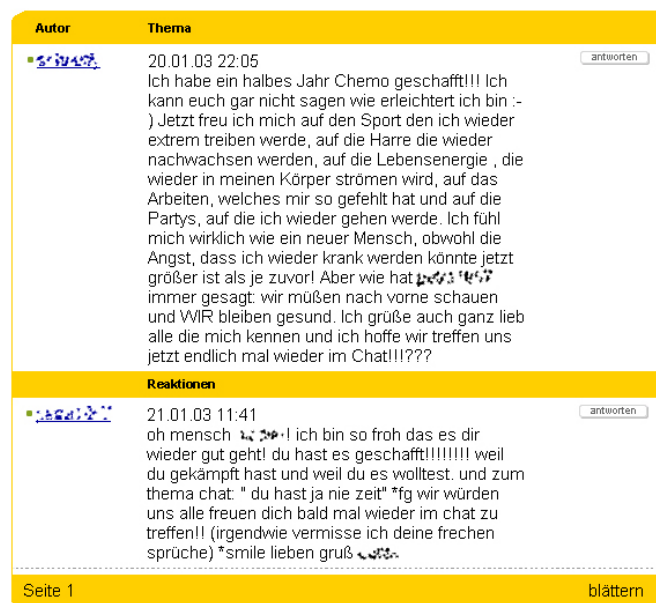 Autor Thema
20.01.03 22:05 antworten
Ich habe ein halbes Jahr Chemo geschafft!!! Ich
kann euch gar nicht sagen wie erleichtert ich bin :-
) Jetzt freu ich mich auf den Sport den ich wieder
extrem treiben werde, auf die Harre die wieder
nachwachsen werden, auf die Lebensenergie , die
wieder in meinen Körper strömen wird, auf das
Arbeiten, welches mir so gefehlt hat und auf die
Partys, auf die ich wieder gehen werde. Ich fühl
mich wirklich wie ein neuer Mensch, obwohl die
Angst, dass ich wieder krank werden könnte jetzt
größer ist als je zuvor! Aber wie hat
immer gesagt: wir müßen nach vorne schauen
und WIR bleiben gesund. Ich grüße auch ganz lieb
alle die mich kennen und ich hoffe wir treffen uns
jetzt endlich mal wieder im Chat!!!???
Reaktionen
21.01.03 11:41 antworten
oh mensch ! ich bin so froh das es dir
wieder gut geht! du hast es geschafft!!!!!!!! weil
du gekämpft hast und weil du es wolltest. und zum
thema chat: " du hast ja nie zeit" *fg wir würden
uns alle freuen dich bald mal wieder im chat zu
treffen!! (irgendwie vermisse ich deine frechen
sprüche) *smile lieben gruß
Seite 1 blättern